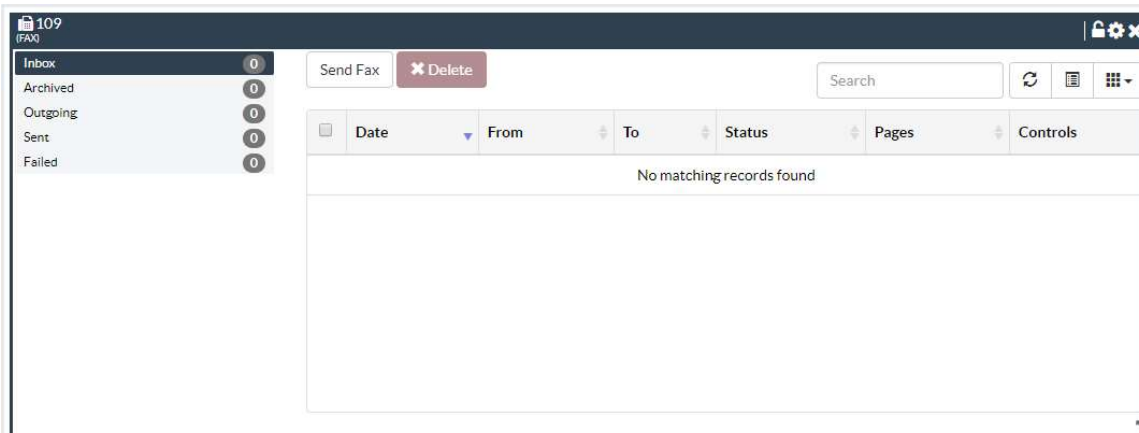 109
(FAX)
Inbox 0
Archived 0
Outgoing 0
Sent 0
Failed 0
Send Fax Delete
Search
Date From To Status Pages Controls
No matching records found